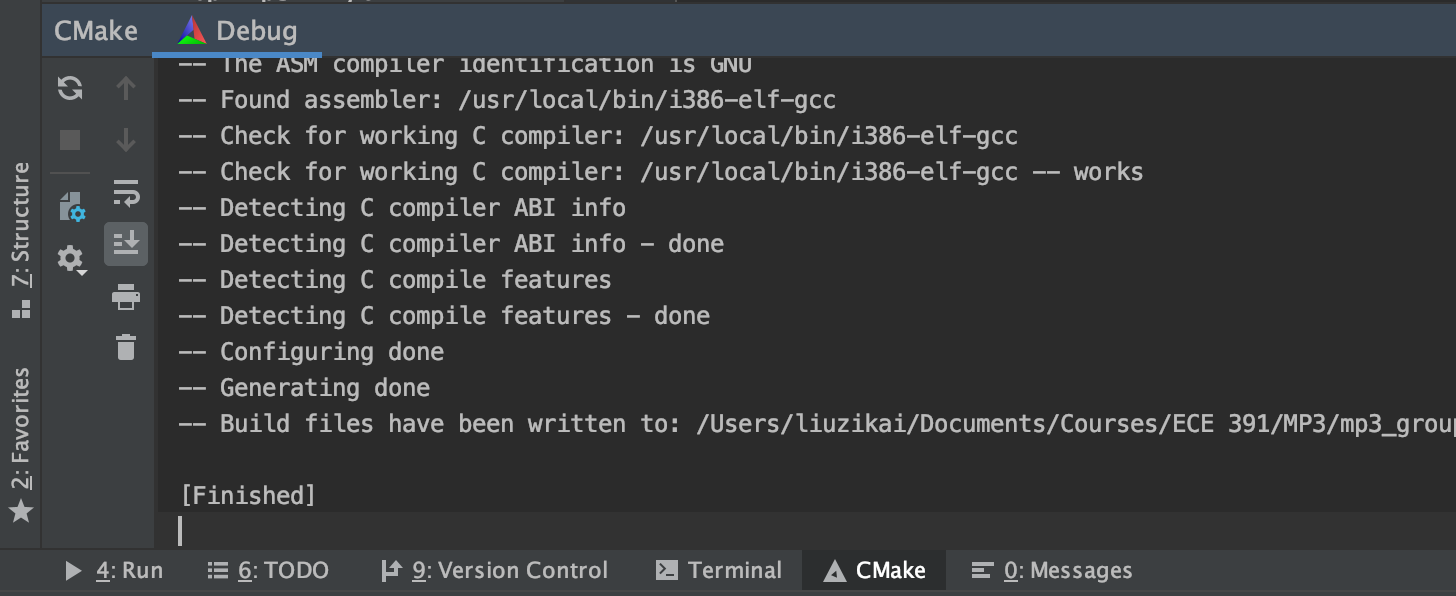 CMake
Debug
-- The ASM compiler identification is GNU
-- Found assembler: /usr/local/bin/i386-elf-gcc
-- Check for working C compiler: /usr/local/bin/i386-elf-gcc
-- Check for working C compiler: /usr/local/bin/i386-elf-gcc -- works
-- Detecting C compiler ABI info
-- Detecting C compiler ABI info - done
-- Detecting C compile features
-- Detecting C compile features - done
-- Configuring done
-- Generating done
-- Build files have been written to: /Users/liuzikai/Documents/Courses/ECE 391/MP3/mp3_group
[Finished]
7: Structure
2: Favorites
4: Run
6: TODO
9: Version Control
Terminal
CMake
0: Messages